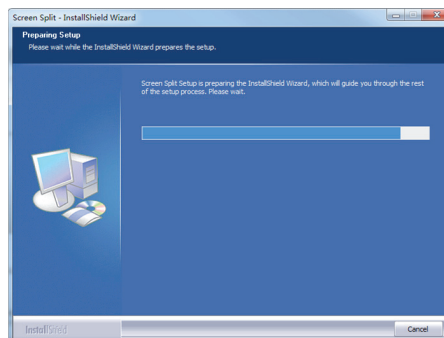 Screen Split - InstallShield Wizard
Preparing Setup
Please wait while the InstallShield Wizard prepares the setup.
Screen Split Setup is preparing the InstallShield Wizard, which will guide you through the rest
of the setup process. Please wait.
InstallShield
Cancel